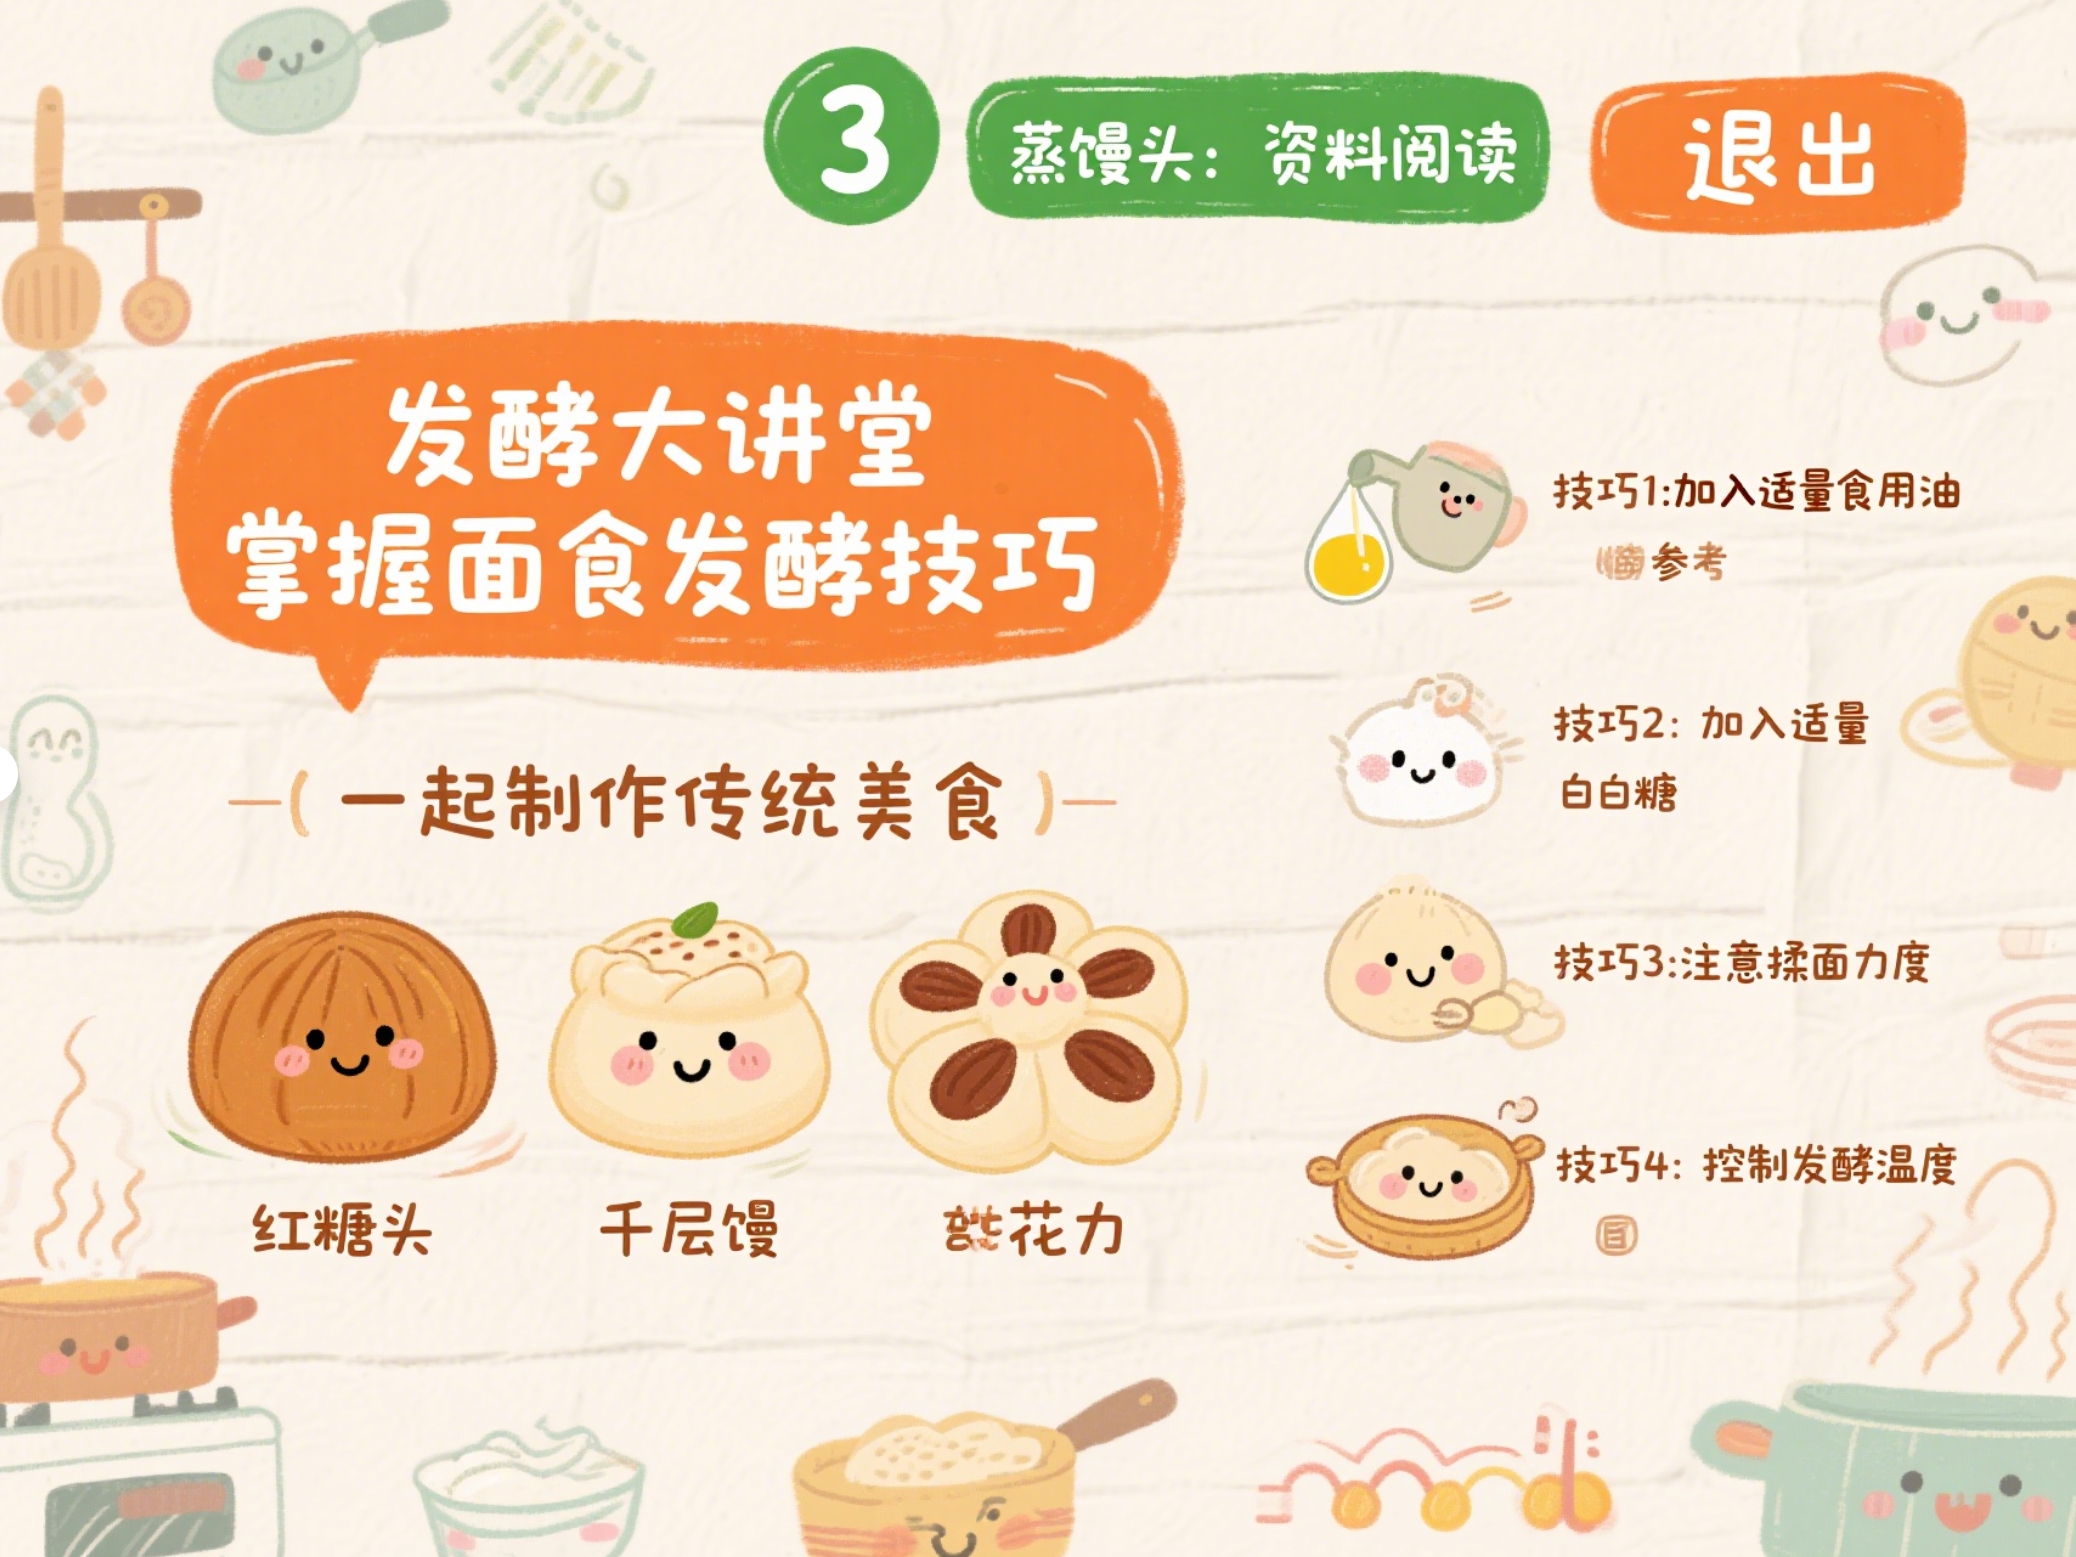 3
蒸馒头：资料阅读
退出
发酵大讲堂
掌握面食发酵技巧
一起制作传统美食
红糖头
千层馒
花力
技巧1:加入适量食用油
参考
技巧2：加入适量
白白糖
技巧3:注意揉面力度
技巧4：控制发酵温度